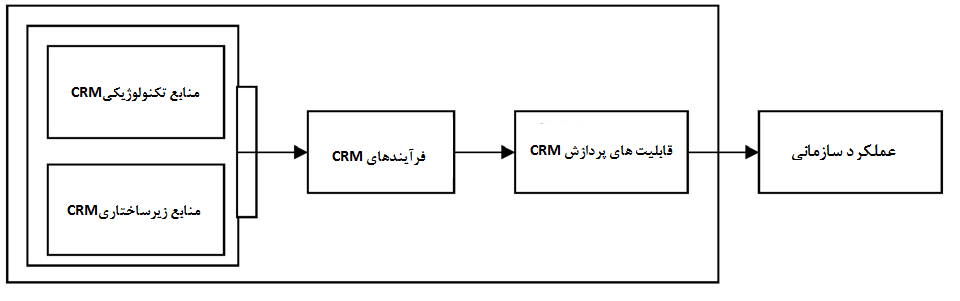 منابع تکنولوژیکیCRM
منابع زیرساختاریCRM
فرآیندهای CRM
قابلیت های پردازش CRM
عملکرد سازمانی